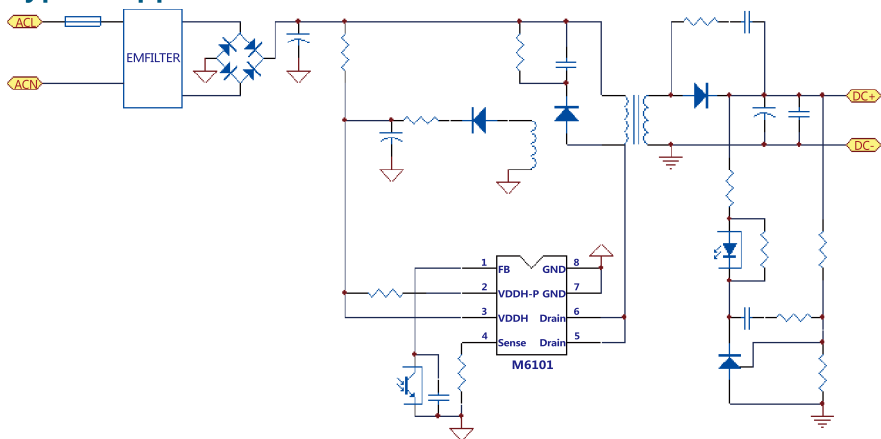 ACL
EMFILTER
ACN
DC+
DC-
1 FB GND 8
2 VDDH-P GND 7
3 VDDH Drain 6
4 Sense Drain 5
M6101